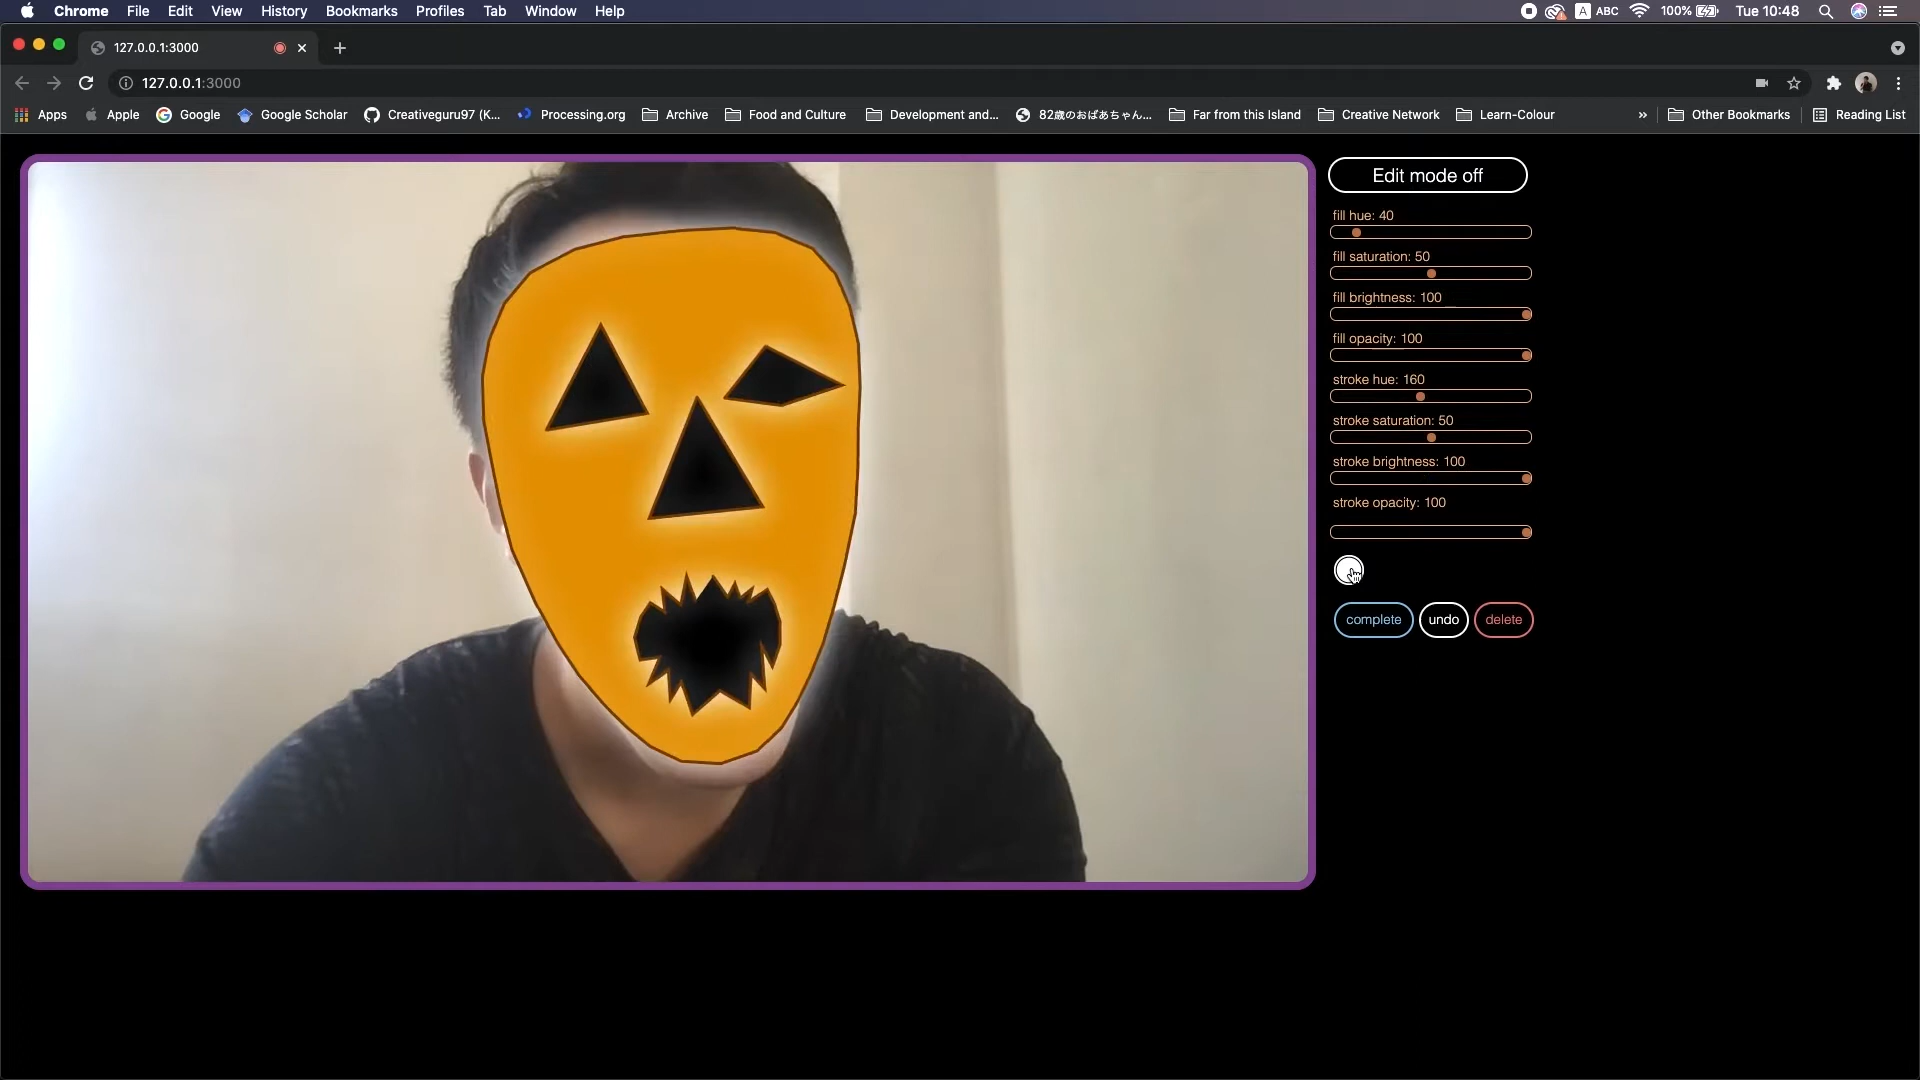 Chrome File Edit View History Bookmarks Profiles Tab Window Help A ABC 100% Tue 10:48
127.0.0.1:3000
127.0.0.1:3000
Apps Apple Google Google Scholar Creativeguru97 (K... Processing.org Archive Food and Culture Development and... 82歳のおばあちゃん... Far from this Island Creative Network Learn-Colour » Other Bookmarks Reading List
Edit mode off
fill hue: 40
fill saturation: 50
fill brightness: 100
fill opacity: 100
stroke hue: 160
stroke saturation: 50
stroke brightness: 100
stroke opacity: 100
complete undo delete